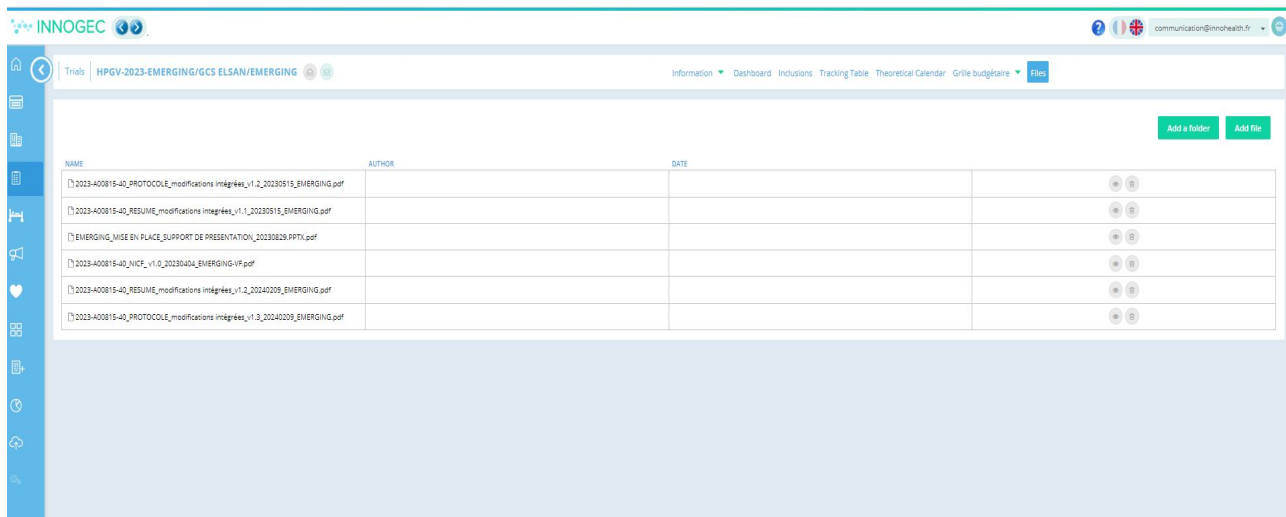 INNOGEC
communication@innohealth.fr
Trials HPGV-2023-EMERGING/GCS ELSAN/EMERGING
Information Dashboard Inclusions Tracking Table Theoretical Calendar Grille budgétaire Files
Add a folder Add file
NAME AUTHOR DATE
2023-A00815-40_PROTOCOLE_modifications intégrées_v1.2_20230515_EMERGING.pdf
2023-A00815-40_RESUME_modifications integrées_v1.1_20230515_EMERGING.pdf
EMERGING_MISE EN PLACE_SUPPORT DE PRESENTATION_20230829.PPTX.pdf
2023-A00815-40_NICF_ v1.0_20230404_EMERGING-VF.pdf
2023-A00815-40_RESUME_modifications intégrées_v1.2_20240209_EMERGING.pdf
2023-A00815-40_PROTOCOLE_modifications intégrées_v1.3_20240209_EMERGING.pdf